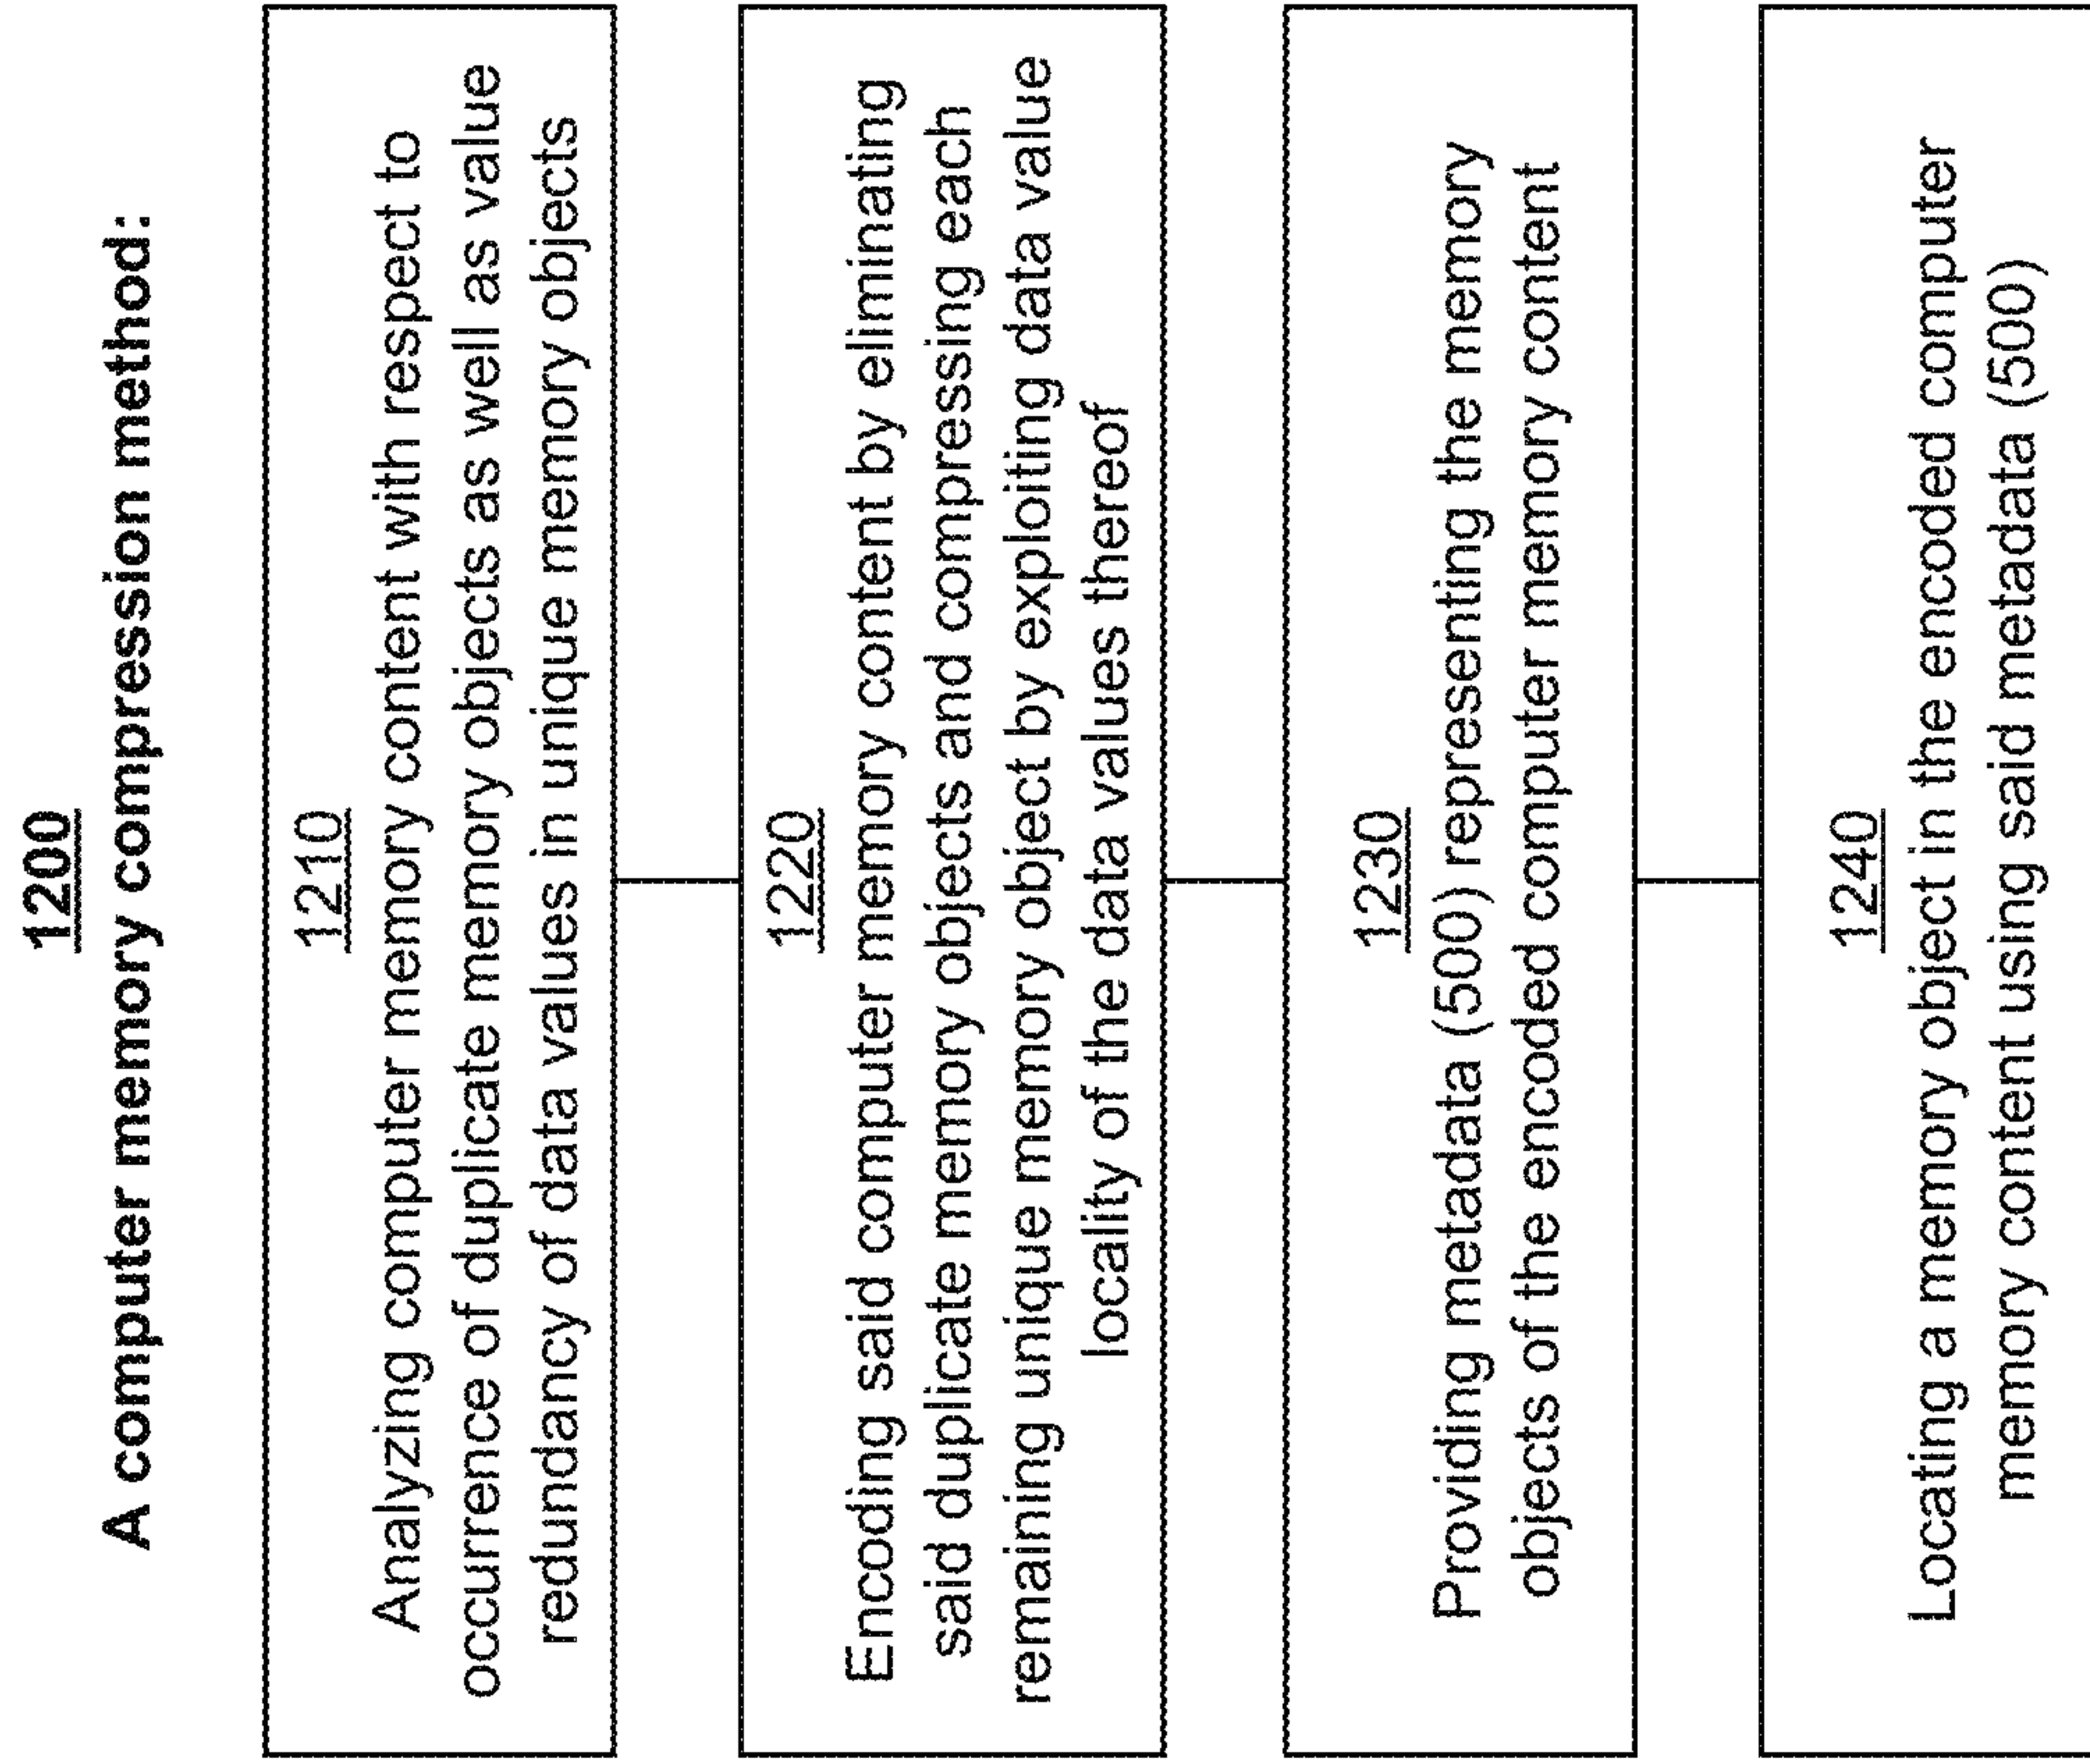 1200
A computer memory compression method:
1210
Analyzing computer memory content with respect to
occurrence of duplicate memory objects as well as value
redundancy of data values in unique memory objects
1220
Encoding said computer memory content by eliminating
said duplicate memory objects and compressing each
remaining unique memory object by exploiting data value
locality of the data values thereof
1230
Providing metadata (500) representing the memory
objects of the encoded computer memory content
1240
Locating a memory object in the encoded computer
memory content using said metadata (500)